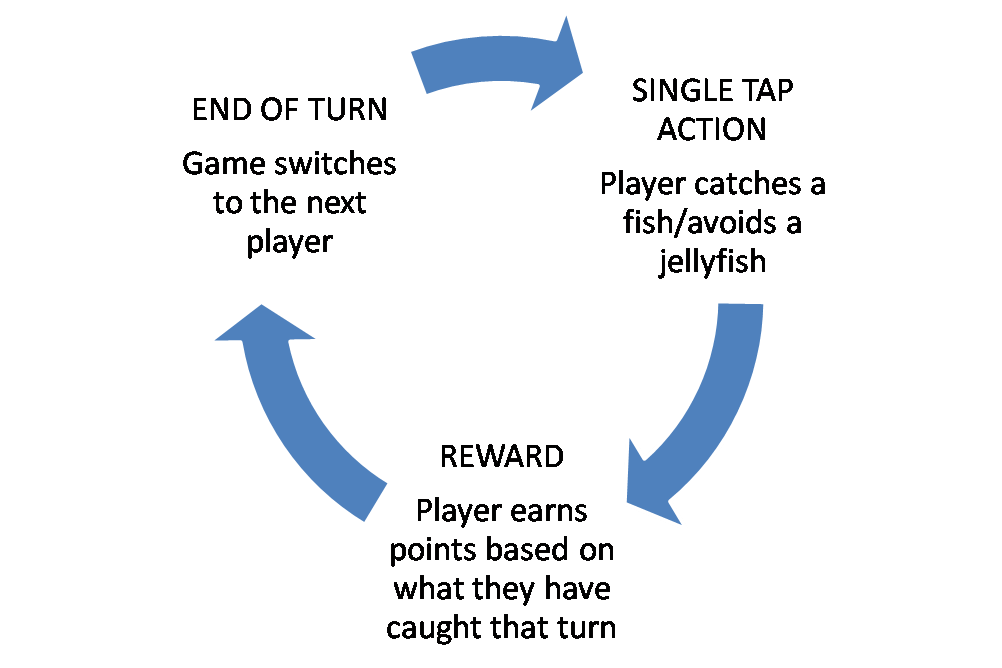 END OF TURN
Game switches
to the next
player
SINGLE TAP
ACTION
Player catches a
fish/avoids a
jellyfish
REWARD
Player earns
points based on
what they have
caught that turn